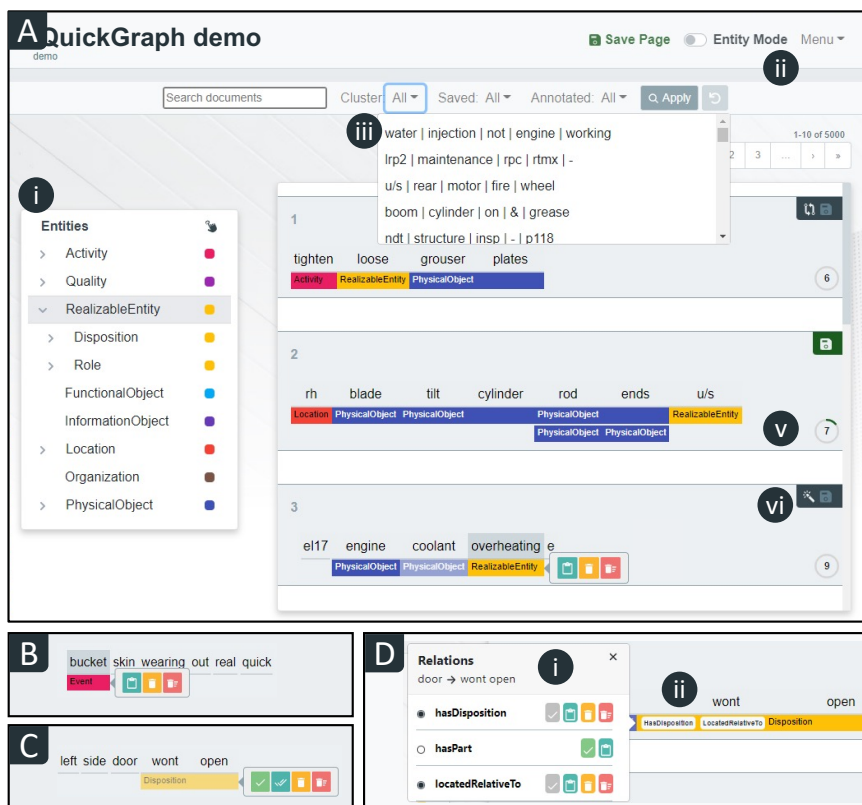 A QuickGraph demo
demo
Save Page Entity Mode Menu
ii
Search documents Cluster: All Saved: All Annotated: All Apply
iii
water | injection | not | engine | working
lrp2 | maintenance | rpc | rtmx | -
u/s | rear | motor | fire | wheel
boom | cylinder | on | & | grease
ndt | structure | insp | - | p118
1-10 of 5000
2 3 ... › »
i
Entities
Activity
Quality
RealizableEntity
Disposition
Role
FunctionalObject
InformationObject
Location
Organization
PhysicalObject
1
tighten loose grouser plates
Activity RealizableEntity PhysicalObject
6
2
rh blade tilt cylinder rod ends u/s
Location PhysicalObject PhysicalObject PhysicalObject RealizableEntity
PhysicalObject PhysicalObject
v
7
3
vi
el17 engine coolant overheating e
PhysicalObject PhysicalObject RealizableEntity
9
B
bucket skin wearing out real quick
Event
C
left side door wont open
Disposition
D
Relations
door → wont open
i
hasDisposition
hasPart
locatedRelativeTo
ii
wont open
HasDisposition LocatedRelativeTo Disposition